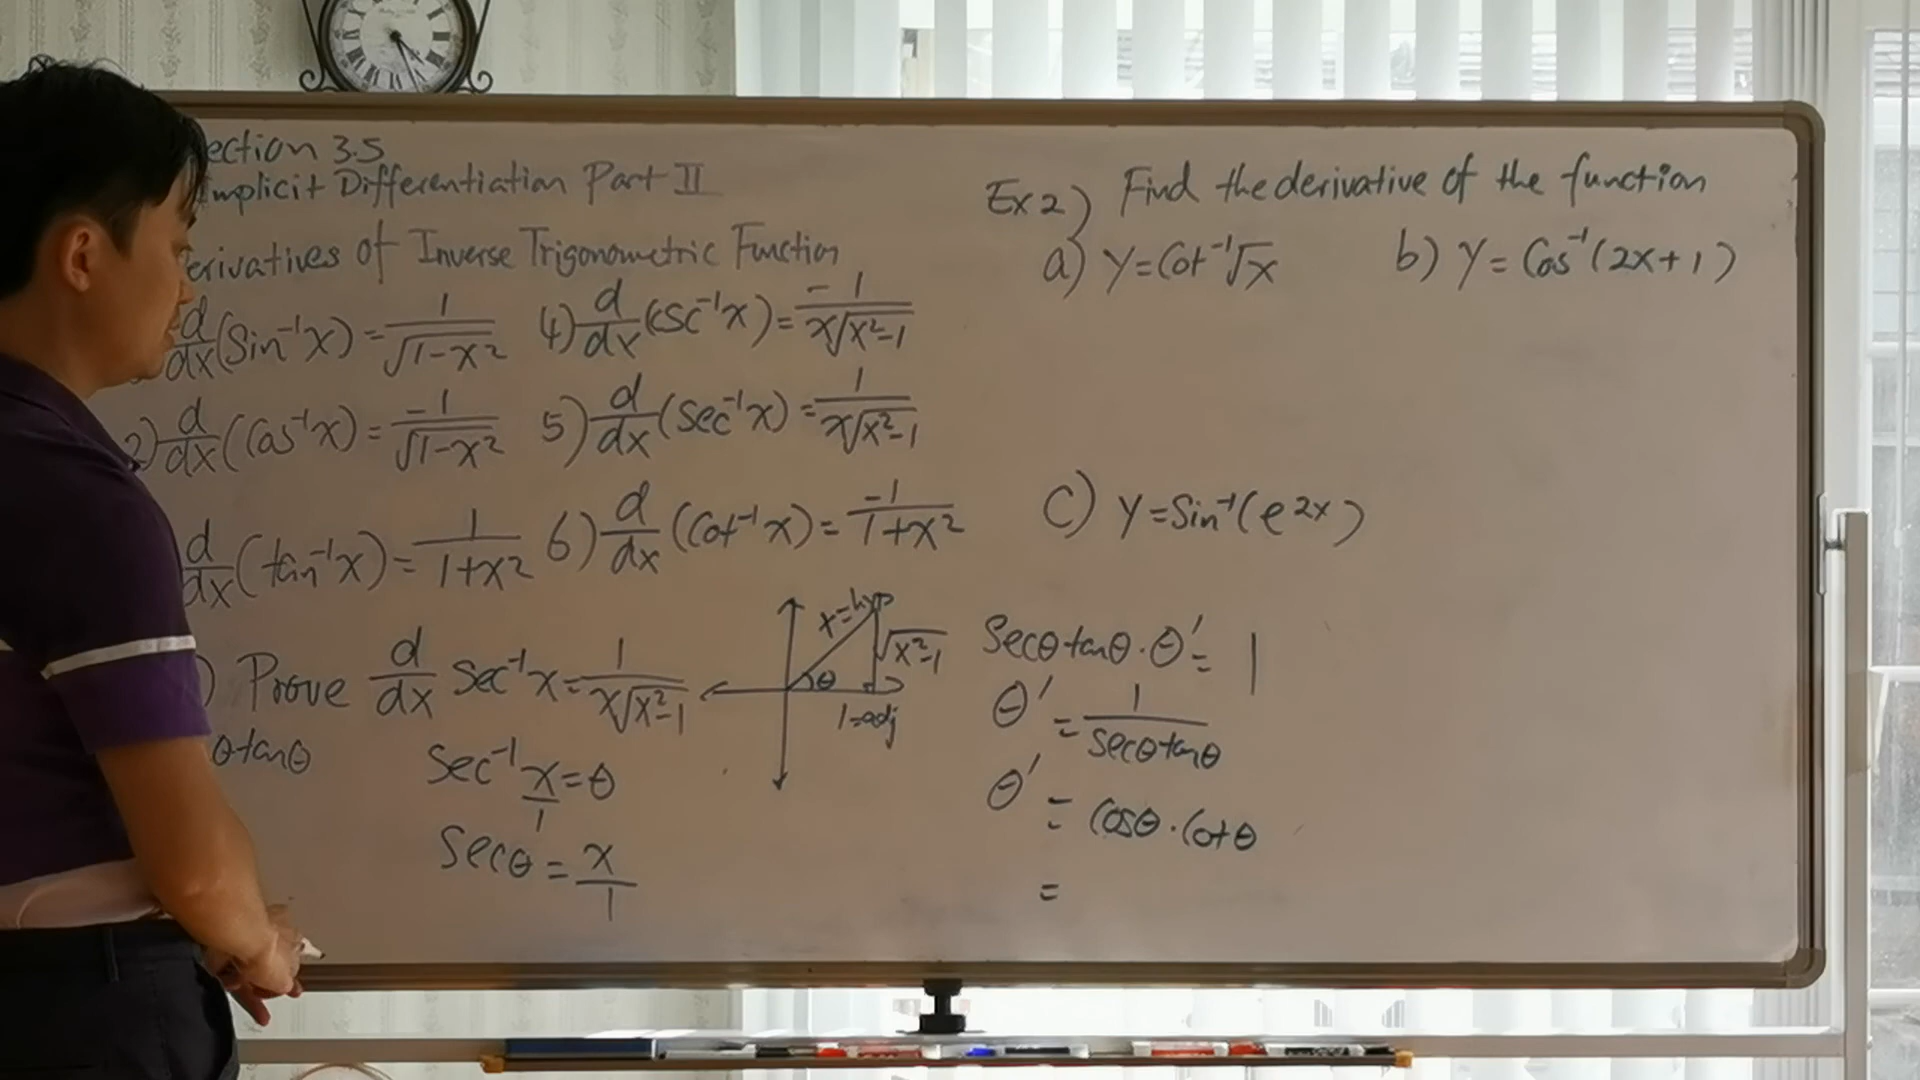 ection 3.5
Implicit Differentiation Part II
erivatives of Inverse Trigonometric Function
d/dx (Sin⁻¹x) = 1/√(1-x²)
4) d/dx (csc⁻¹x) = -1/(x√(x²-1))
2) d/dx (Cos⁻¹x) = -1/√(1-x²)
5) d/dx (Sec⁻¹x) = 1/(x√(x²-1))
d/dx (tan⁻¹x) = 1/(1+x²)
6) d/dx (Cot⁻¹x) = -1/(1+x²)
) Prove d/dx Sec⁻¹x = 1/(x√(x²-1))
θtanθ
Sec⁻¹ x/1 = θ
Secθ = x/1
x=hyp
√(x²-1)
θ
1=adj
Ex2) Find the derivative of the function
a) y=Cot⁻¹√x
b) y= Cos⁻¹(2x+1)
c) y=Sin⁻¹(e^2x)
Secθtanθ·θ' = 1
θ' = 1/(secθtanθ)
θ' = Cosθ·Cotθ
=